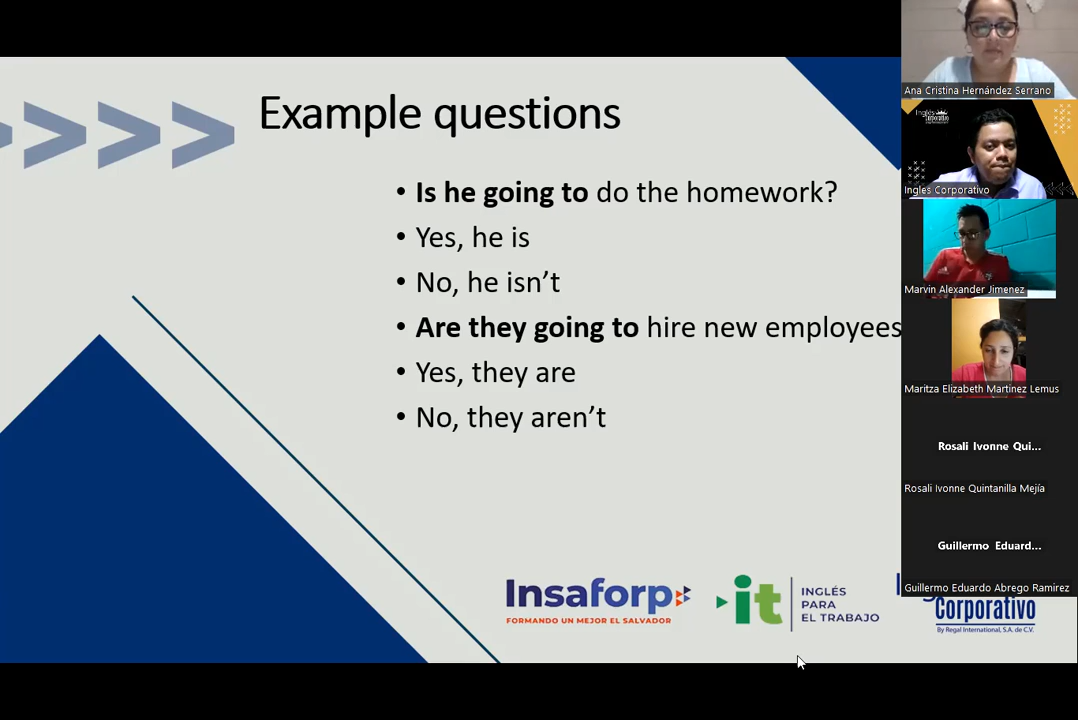 Example questions
• Is he going to do the homework?
• Yes, he is
• No, he isn’t
• Are they going to hire new employees
• Yes, they are
• No, they aren’t
Insaforp
FORMANDO UN MEJOR EL SALVADOR
it
INGLÉS
PARA
EL TRABAJO
Corporativo
By Regal International, S.A. de C.V.
Ana Cristina Hernández Serrano
Inglés
Corporativo
Ingles Corporativo
Marvin Alexander Jimenez
Maritza Elizabeth Martinez Lemus
Rosali Ivonne Qui...
Rosali Ivonne Quintanilla Mejía
Guillermo Eduard...
Guillermo Eduardo Abrego Ramirez